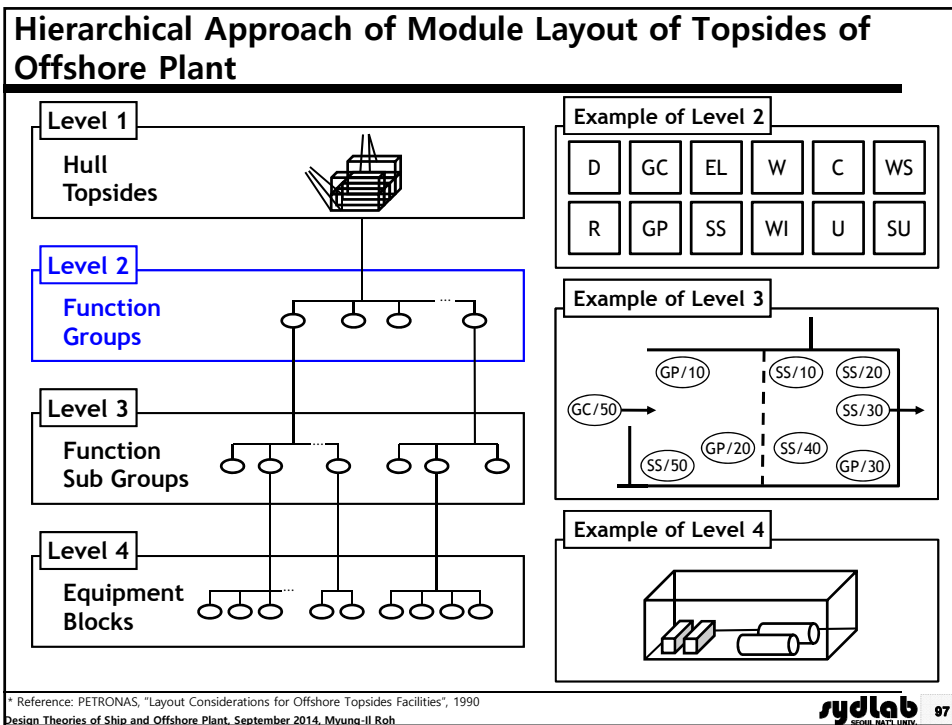 Hierarchical Approach of Module Layout of Topsides of
Offshore Plant
Level 1
Hull
Topsides
Level 2
Function
Groups
...
Level 3
Function
Sub Groups
...
Level 4
Equipment
Blocks
...
Example of Level 2
D GC EL W C WS
R GP SS WI U SU
Example of Level 3
GP/10 SS/10 SS/20
GC/50 SS/30
GP/20 SS/40
SS/50 GP/30
Example of Level 4
* Reference: PETRONAS, "Layout Considerations for Offshore Topsides Facilities", 1990
Design Theories of Ship and Offshore Plant, September 2014, Myung-Il Roh
sydlab
SEOUL NAT'L UNIV.
97